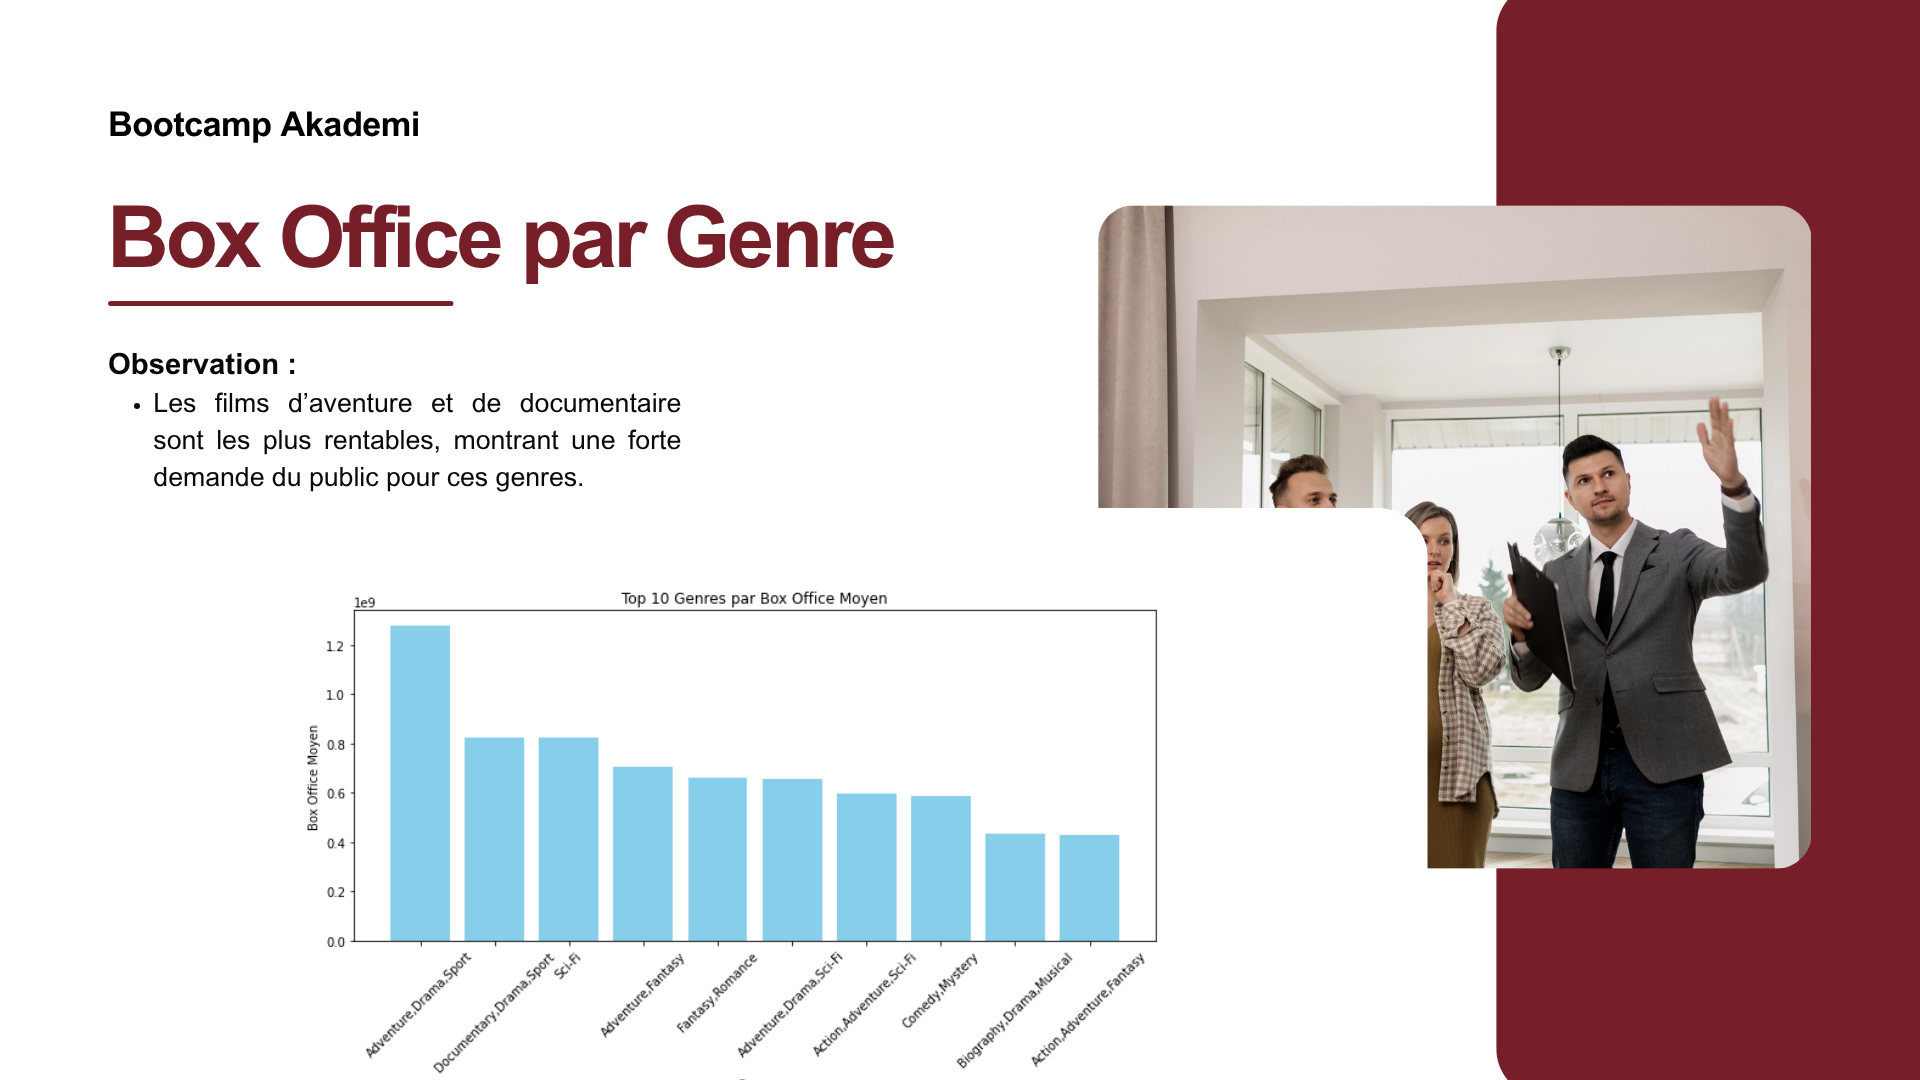 Bootcamp Akademi
Box Office par Genre
Observation :
• Les films d’aventure et de documentaire
sont les plus rentables, montrant une forte
demande du public pour ces genres.
Top 10 Genres par Box Office Moyen
1e9
1.2
1.0
0.8
0.6
0.4
0.2
0.0
Box Office Moyen
Adventure,Drama,Sport
Documentary,Drama,Sport
Sci-Fi
Adventure,Fantasy
Fantasy,Romance
Adventure,Drama,Sci-Fi
Action,Adventure,Sci-Fi
Comedy,Mystery
Biography,Drama,Musical
Action,Adventure,Fantasy